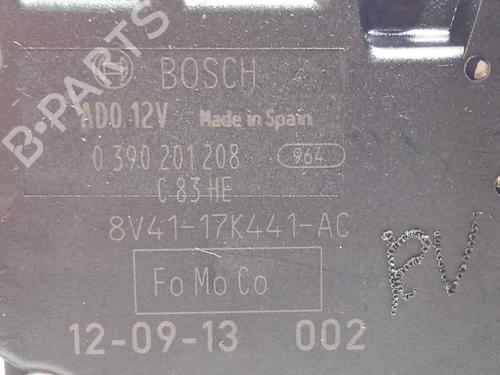 B-PARTS
BOSCH
AD0.12V Made in Spain
0 390 201 208 964
C 83 HE
8V41-17K441-AC
FoMoCo
12-09-13 002
RV